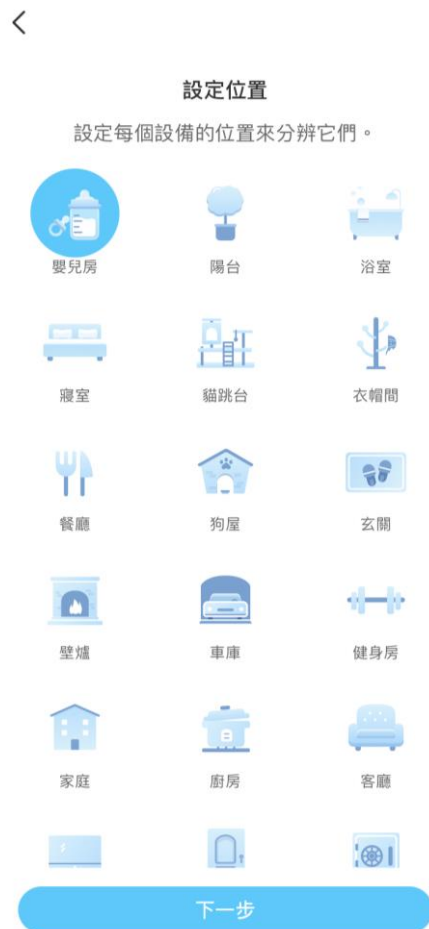 設定位置
設定每個設備的位置來分辨它們。
嬰兒房 陽台 浴室
寢室 貓跳台 衣帽間
餐廳 狗屋 玄關
壁爐 車庫 健身房
家庭 廚房 客廳
下一步